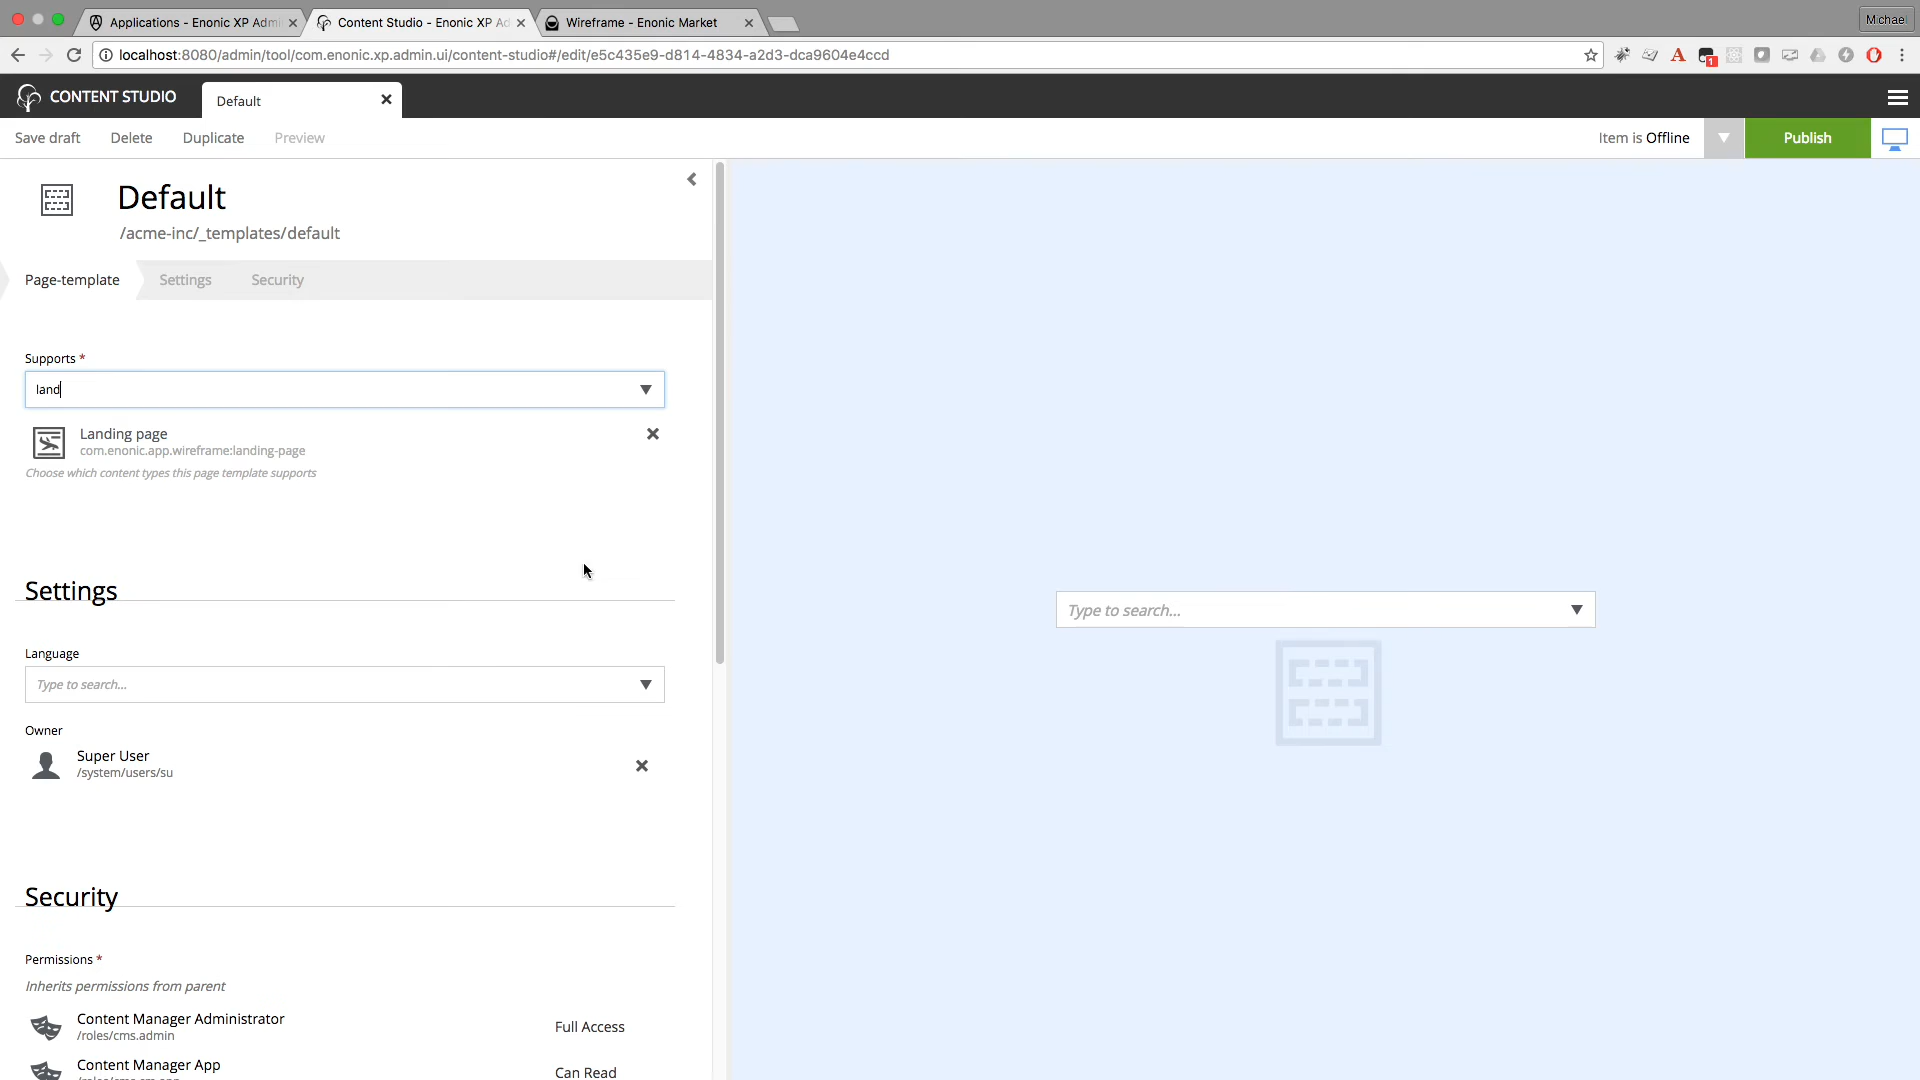 Applications - Enonic XP Admi
Content Studio - Enonic XP Ad
Wireframe - Enonic Market
Michael
localhost:8080/admin/tool/com.enonic.xp.admin.ui/content-studio#/edit/e5c435e9-d814-4834-a2d3-dca9604e4ccd
1
CONTENT STUDIO
Default
Save draft
Delete
Duplicate
Preview
Item is Offline
Publish
Default
/acme-inc/_templates/default
Page-template
Settings
Security
Supports *
land
Landing page
com.enonic.app.wireframe:landing-page
Choose which content types this page template supports
Type to search...
Settings
Language
Type to search...
Owner
Super User
/system/users/su
Security
Permissions *
Inherits permissions from parent
Content Manager Administrator
/roles/cms.admin
Full Access
Content Manager App
Can Read